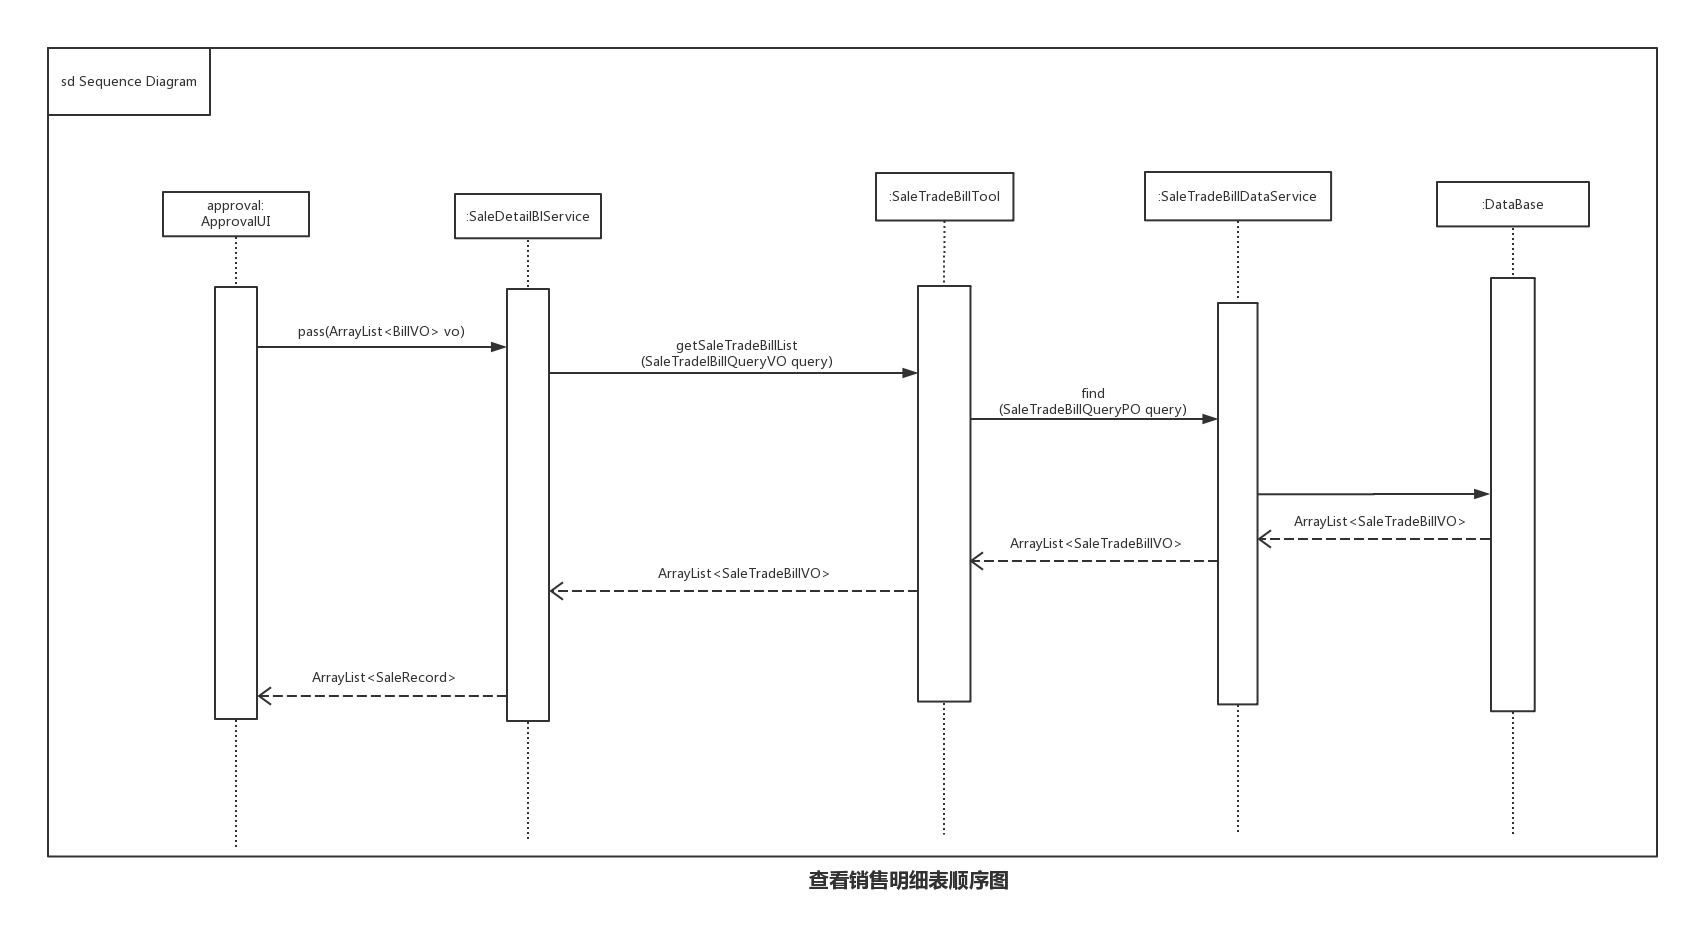 sd Sequence Diagram
approval:
ApprovalUI
:SaleDetailBlService
:SaleTradeBillTool
:SaleTradeBillDataService
:DataBase
pass(ArrayList<BillVO> vo)
getSaleTradeBillList
(SaleTradelBillQueryVO query)
find
(SaleTradeBillQueryPO query)
ArrayList<SaleTradeBillVO>
ArrayList<SaleTradeBillVO>
ArrayList<SaleTradeBillVO>
ArrayList<SaleRecord>
查看销售明细表顺序图